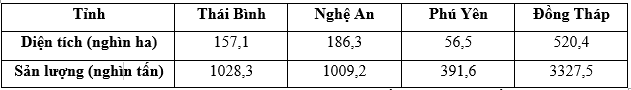 Tỉnh Thái Bình Nghệ An Phú Yên Đồng Tháp
Diện tích (nghìn ha) 157,1 186,3 56,5 520,4
Sản lượng (nghìn tấn) 1028,3 1009,2 391,6 3327,5